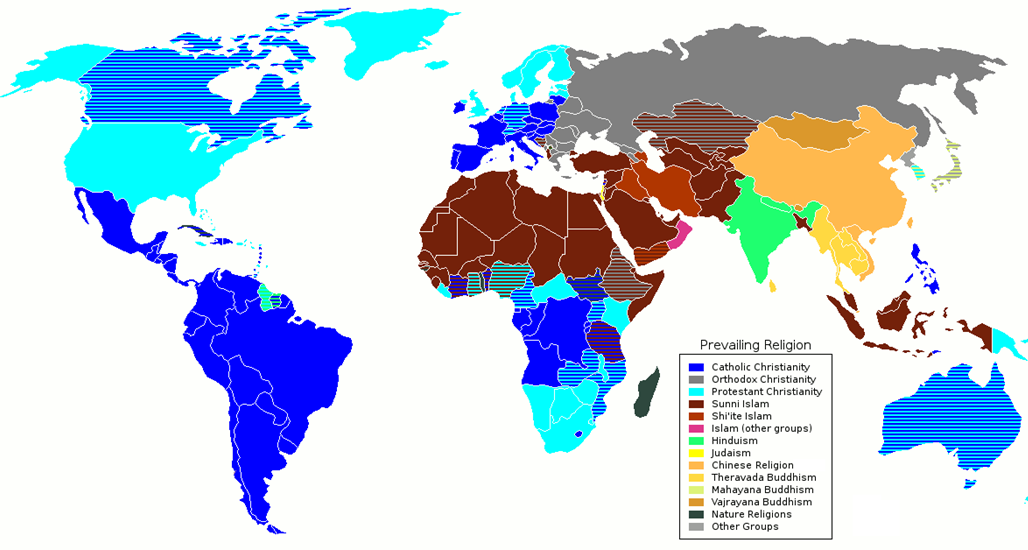 Prevailing Religion
Catholic Christianity
Orthodox Christianity
Protestant Christianity
Sunni Islam
Shi'ite Islam
Islam (other groups)
Hinduism
Judaism
Chinese Religion
Theravada Buddhism
Mahayana Buddhism
Vajrayana Buddhism
Nature Religions
Other Groups